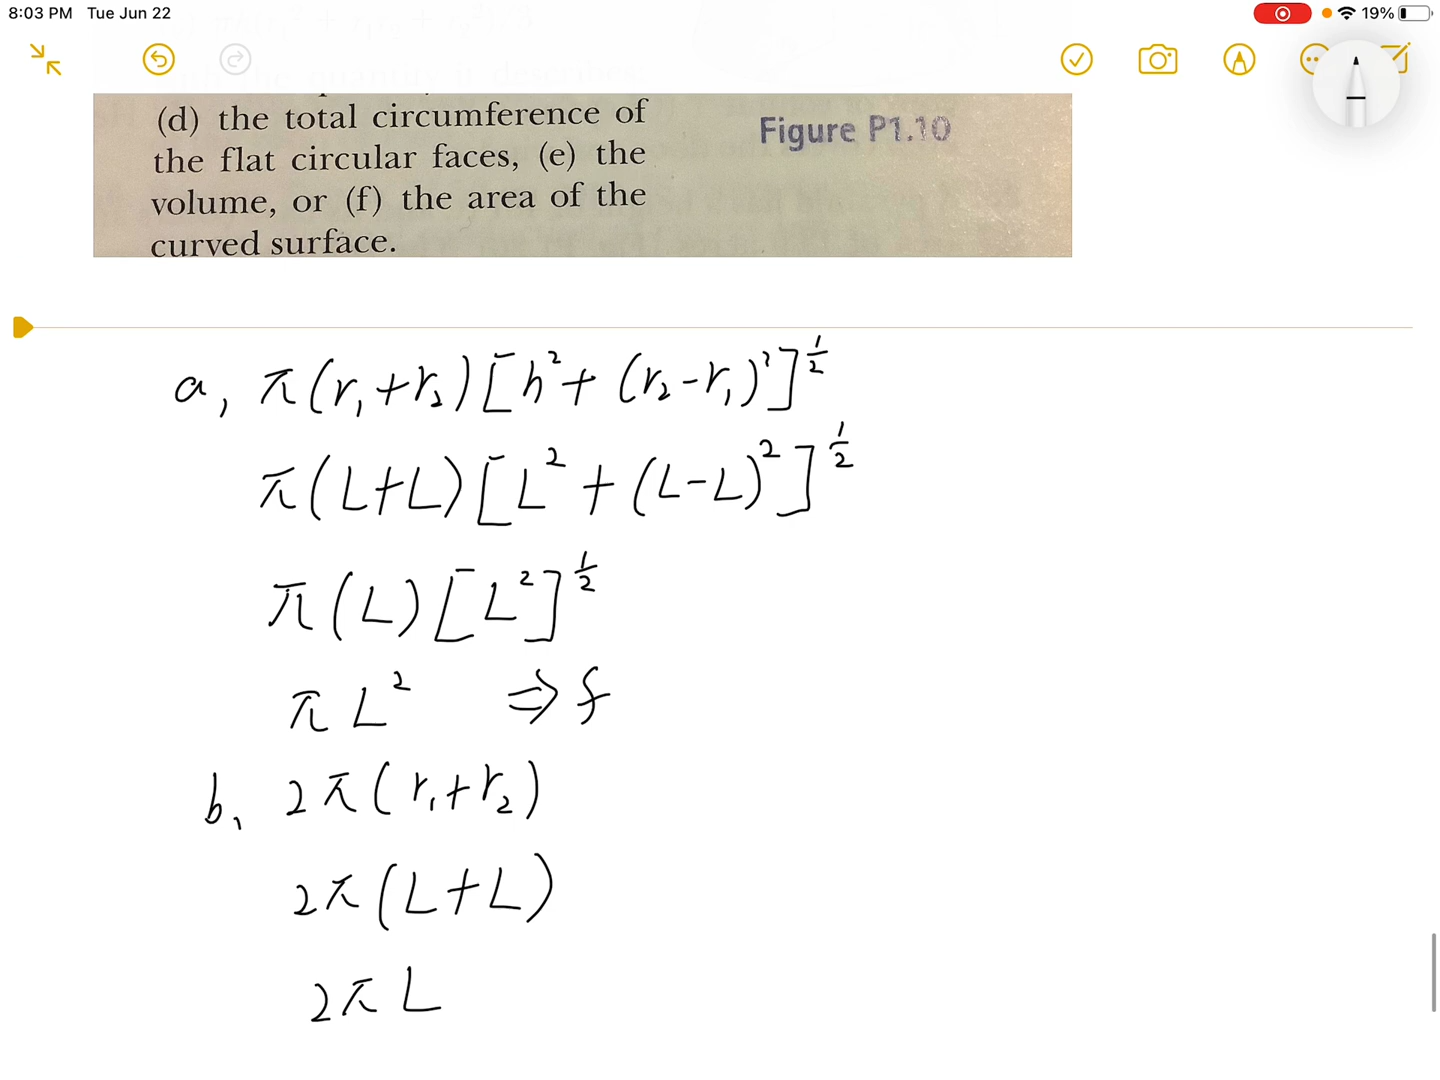 8:03 PM Tue Jun 22
19%
(d) the total circumference of
the flat circular faces, (e) the
volume, or (f) the area of the
curved surface.
Figure P1.10
a, π(r₁+r₂)[h²+(r₂-r₁)²]^½
π(L+L)[L²+(L-L)²]^½
π(L)[L²]^½
πL² ⇒ f
b, 2π(r₁+r₂)
2π(L+L)
2πL